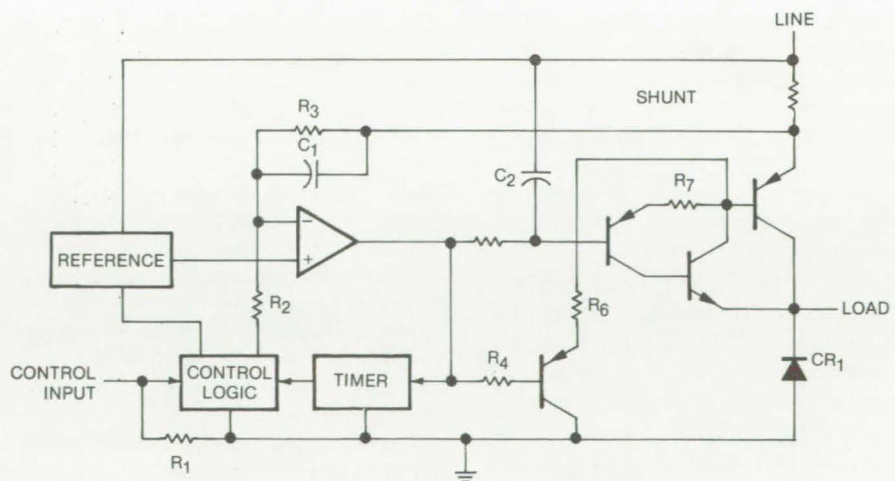 LINE
SHUNT
R3
C1
C2
R7
−
+
REFERENCE
R2
R6
LOAD
CR1
R4
CONTROL INPUT
CONTROL LOGIC
TIMER
R1